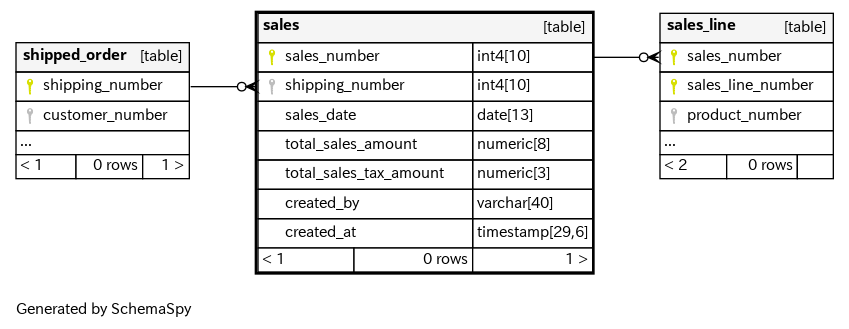 shipped_order [table]
shipping_number
customer_number
...
< 1 0 rows 1 >
sales [table]
sales_number int4[10]
shipping_number int4[10]
sales_date date[13]
total_sales_amount numeric[8]
total_sales_tax_amount numeric[3]
created_by varchar[40]
created_at timestamp[29,6]
< 1 0 rows 1 >
sales_line [table]
sales_number
sales_line_number
product_number
...
< 2 0 rows
Generated by SchemaSpy